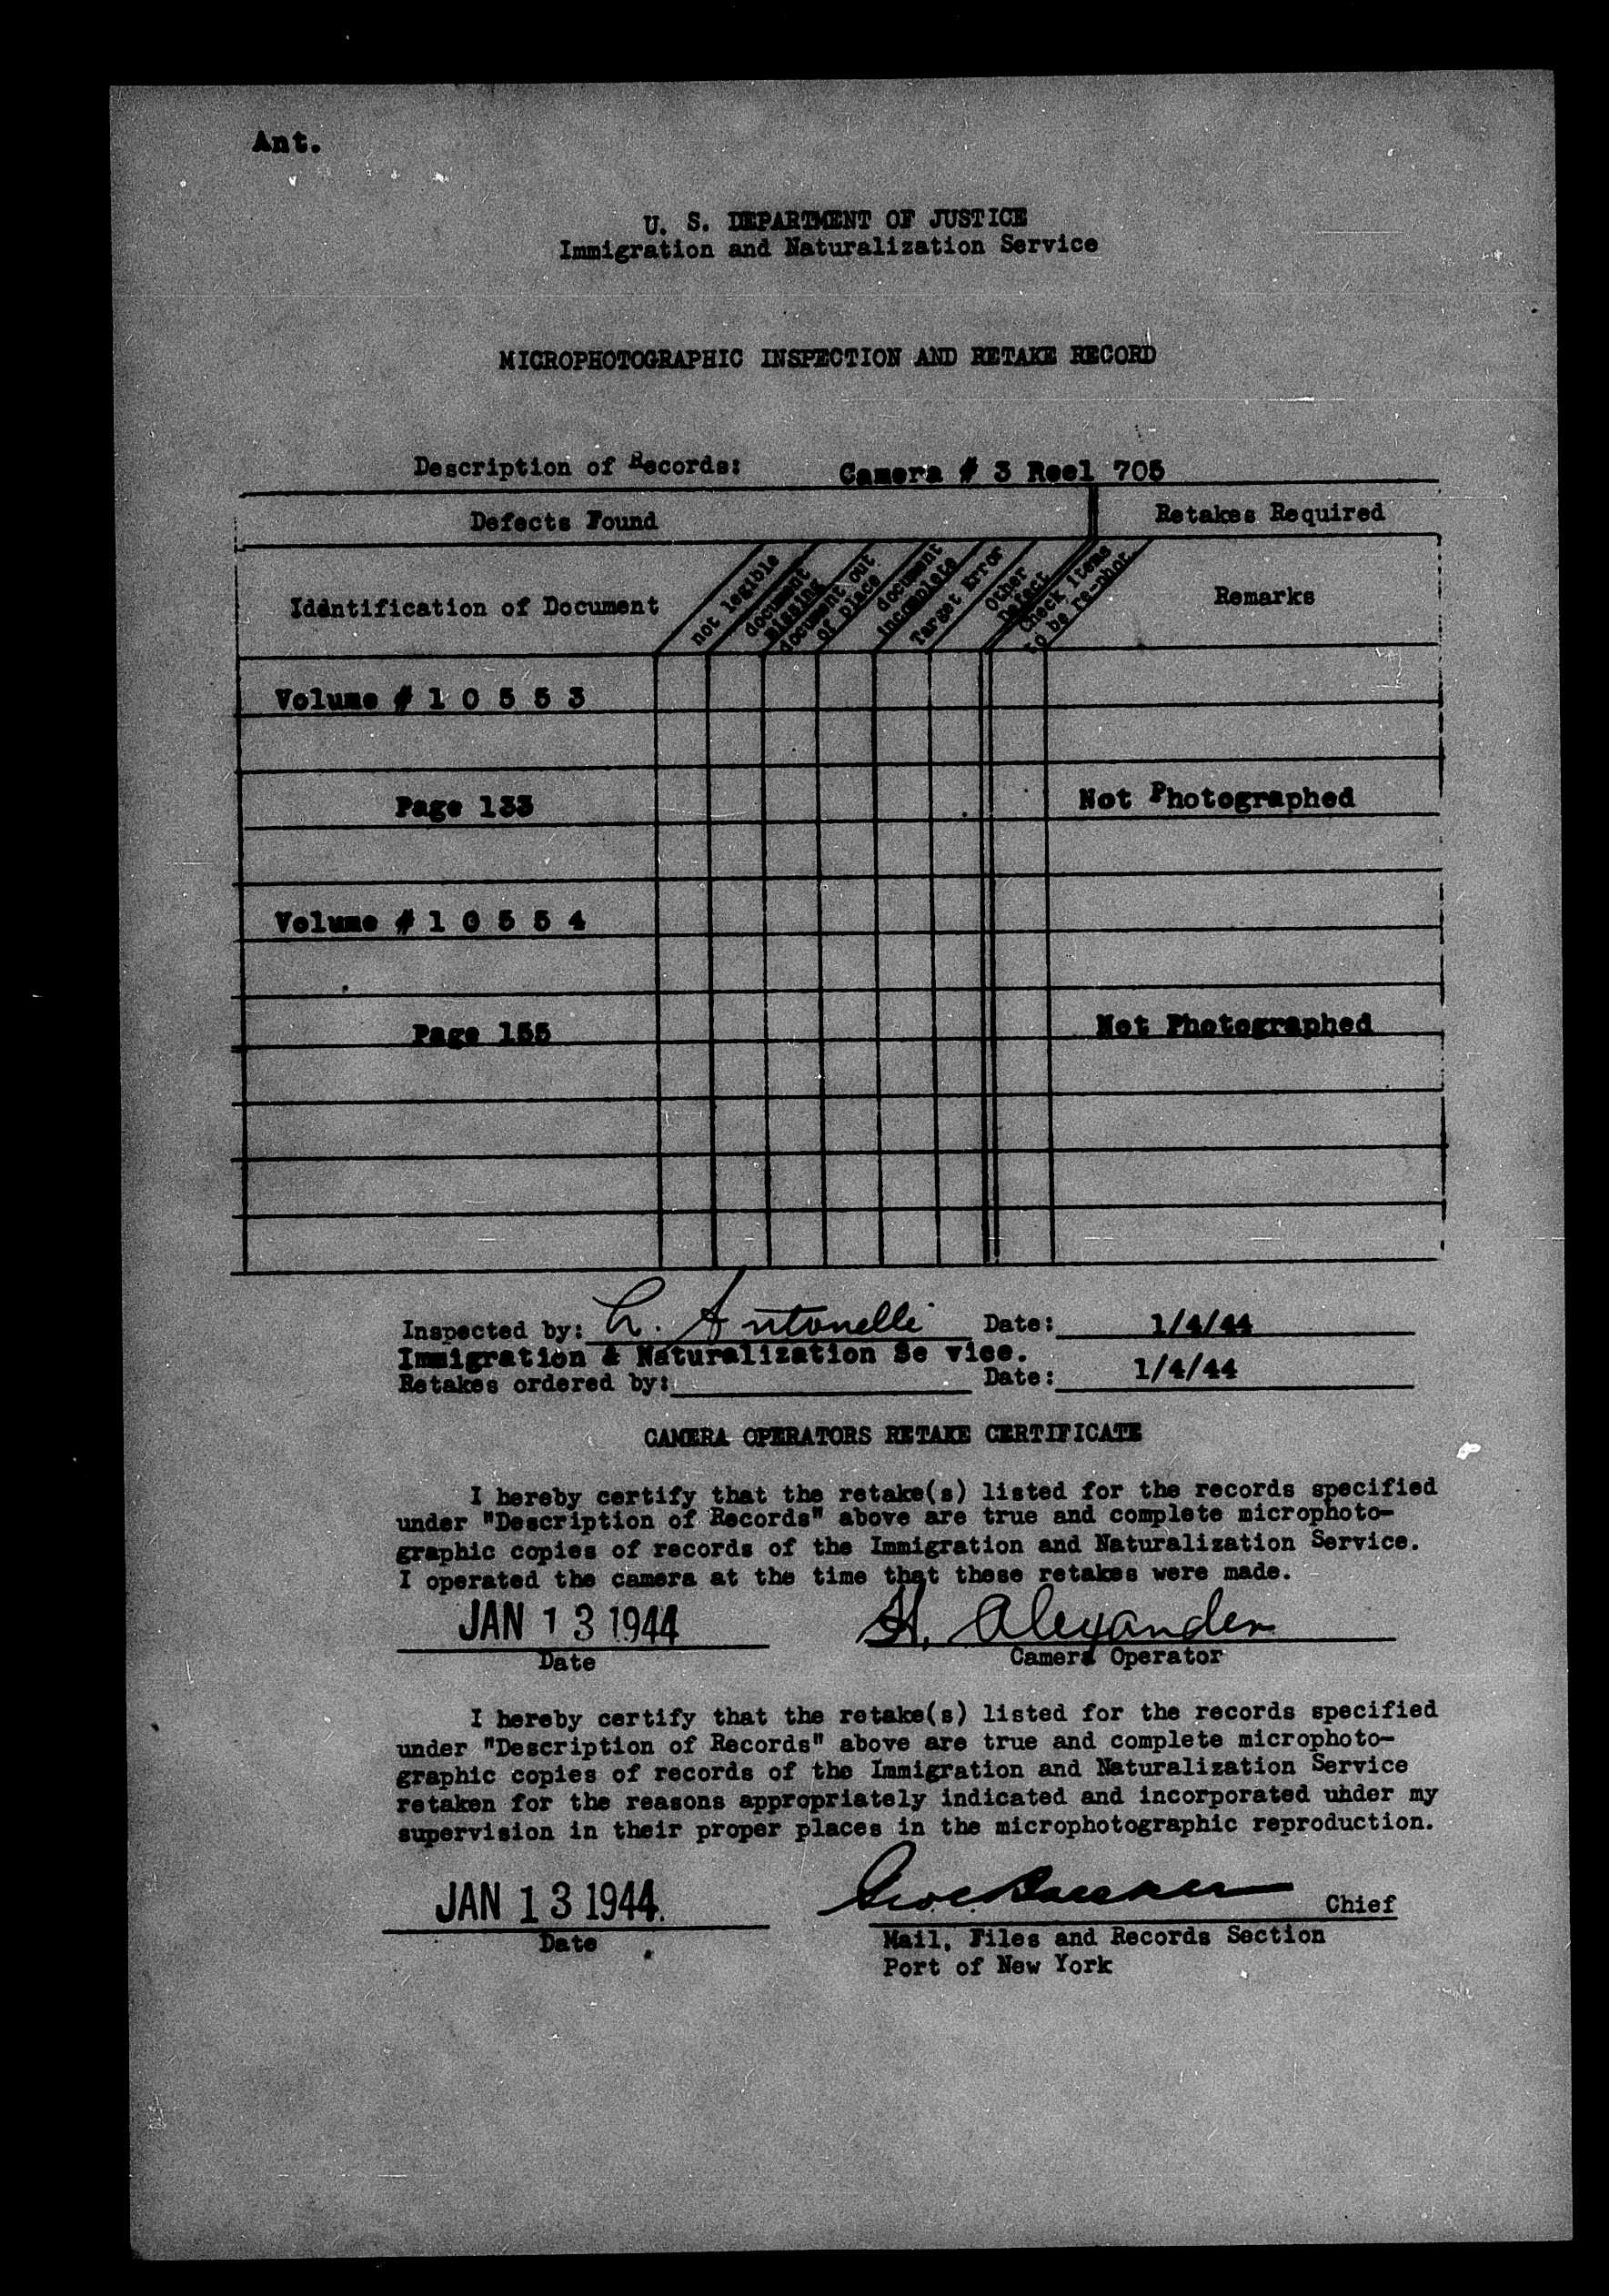 Ant.
U. S. DEPARTMENT OF JUSTICE
Immigration and Naturalization Service
MICROPHOTOGRAPHIC INSPECTION AND RETAKE RECORD
Description of Records: Camera # 3 Reel 705
Defects Found Retakes Required
Identification of Document
not legible
document
missing
document out
of place
document
incomplete
Target Error
Other
Defect
Check items
to be re-phot.
Remarks
Volume # 1 0 5 5 3
Page 133 Not Photographed
Volume # 1 0 5 5 4
Page 155 Not Photographed
Inspected by: L. Antonelli Date: 1/4/44
Immigration & Naturalization Se vice.
Retakes ordered by: Date: 1/4/44
CAMERA OPERATORS RETAKE CERTIFICATE
I hereby certify that the retake(s) listed for the records specified
under "Description of Records" above are true and complete microphoto-
graphic copies of records of the Immigration and Naturalization Service.
I operated the camera at the time that these retakes were made.
JAN 13 1944 H. Alexander
Date Camera Operator
I hereby certify that the retake(s) listed for the records specified
under "Description of Records" above are true and complete microphoto-
graphic copies of records of the Immigration and Naturalization Service
retaken for the reasons appropriately indicated and incorporated under my
supervision in their proper places in the microphotographic reproduction.
JAN 13 1944 Chief
Date Mail, Files and Records Section
Port of New York